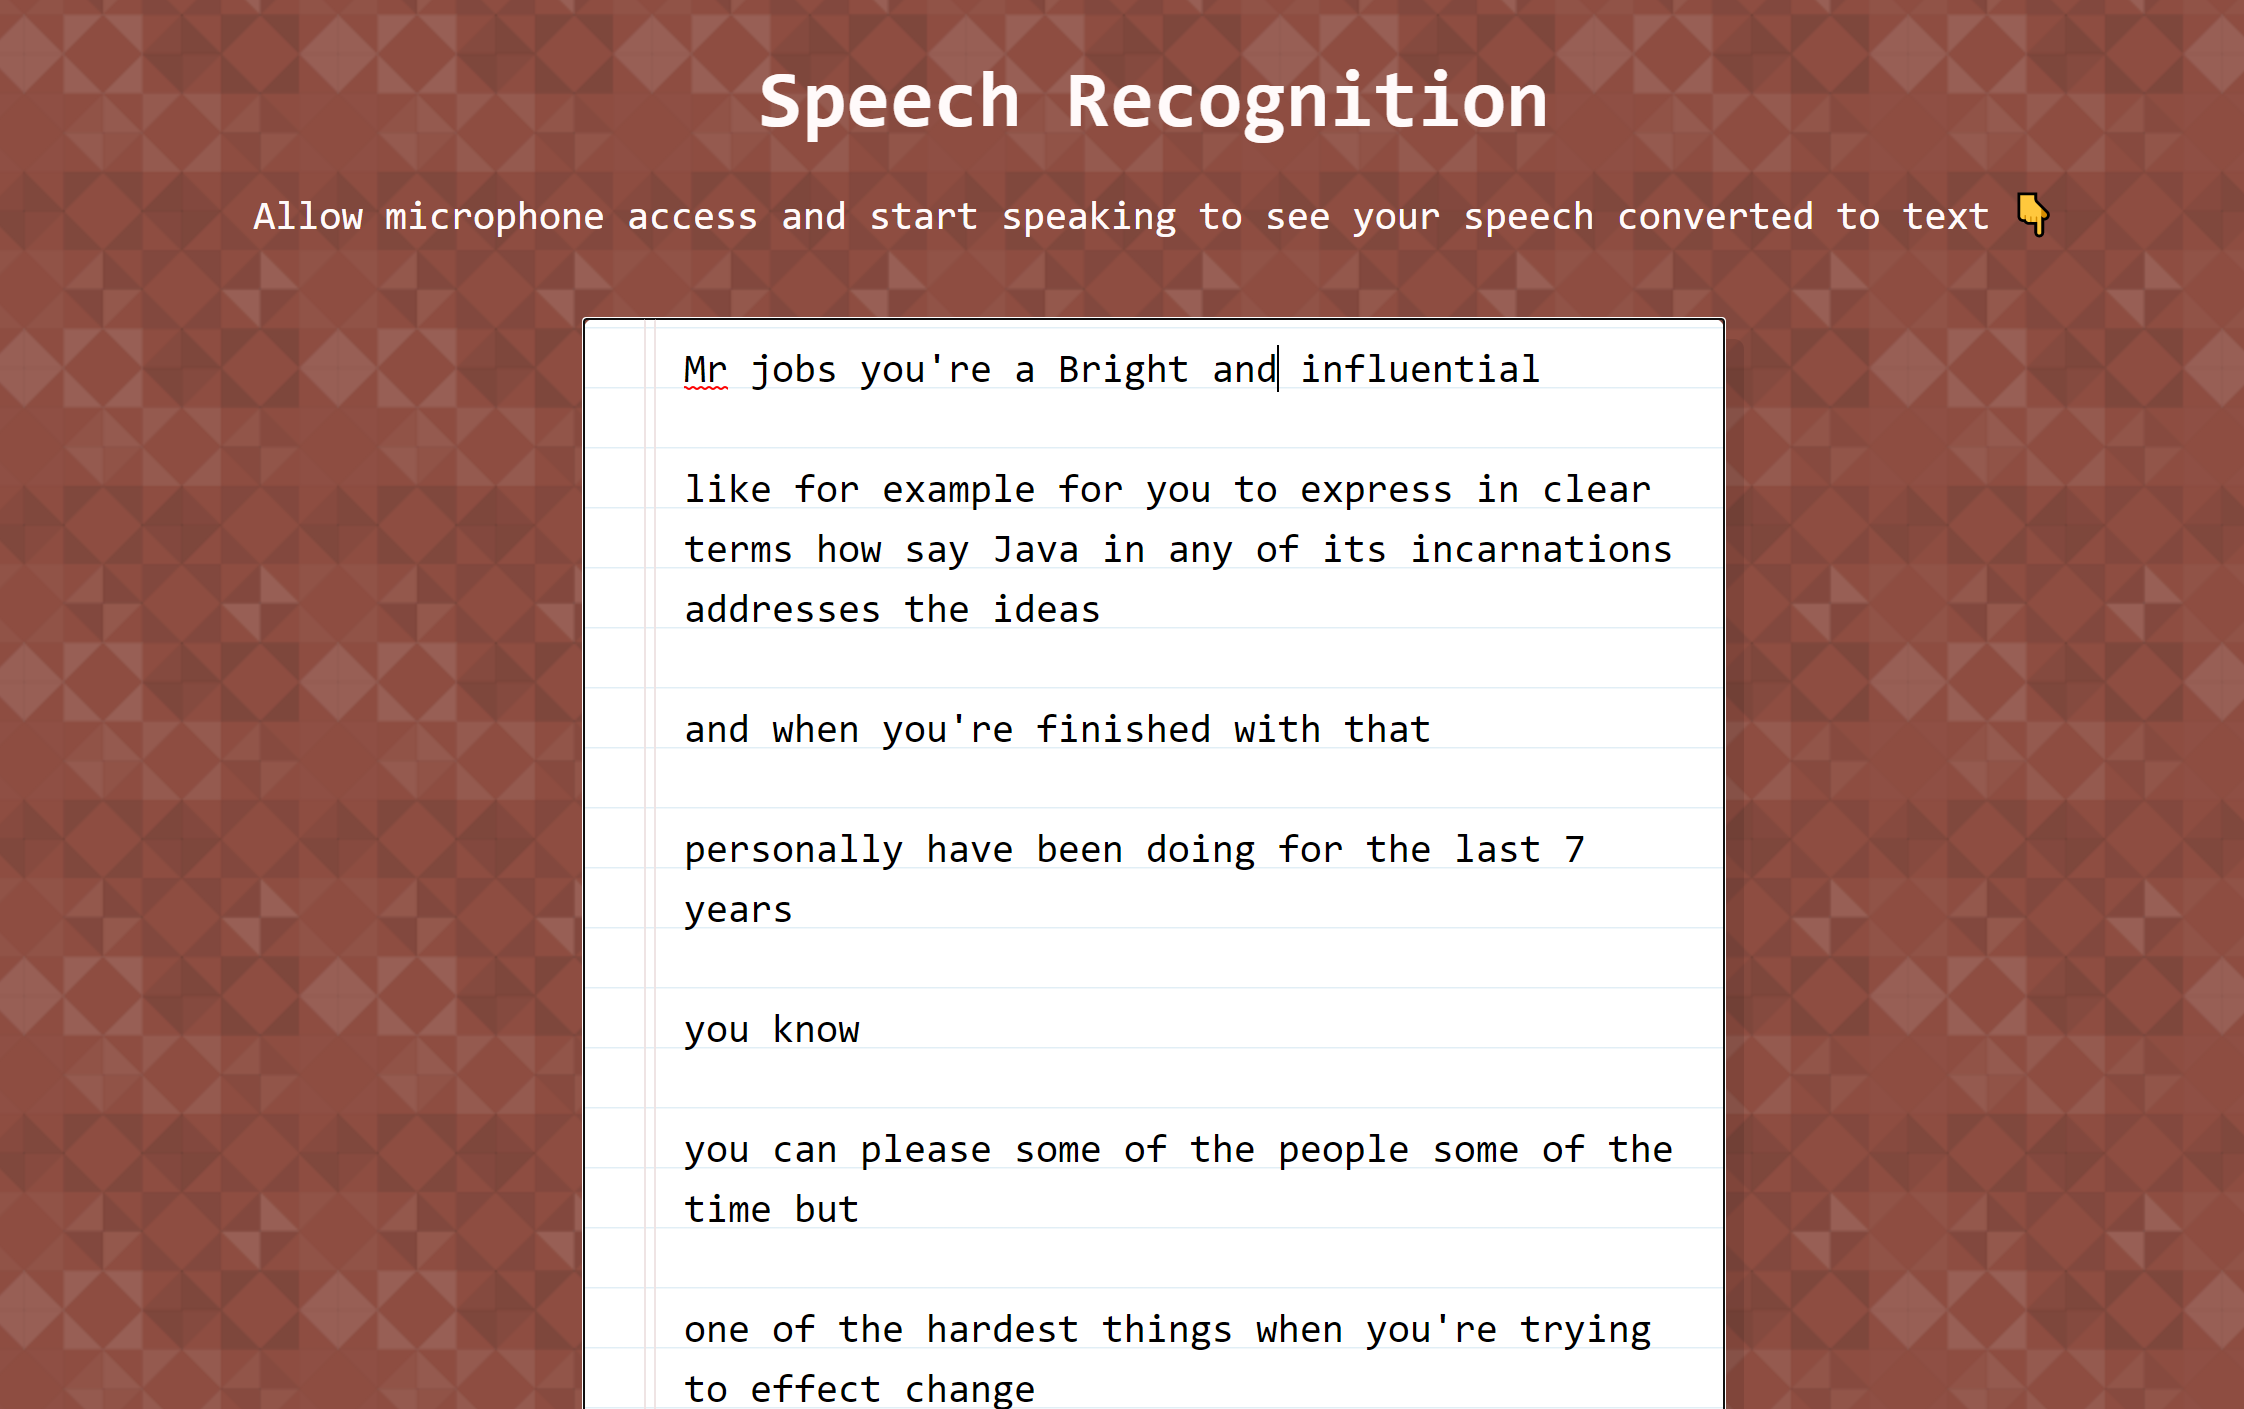 Speech Recognition
Allow microphone access and start speaking to see your speech converted to text 👇
Mr jobs you're a Bright and influential
like for example for you to express in clear
terms how say Java in any of its incarnations
addresses the ideas
and when you're finished with that
personally have been doing for the last 7
years
you know
you can please some of the people some of the
time but
one of the hardest things when you're trying
to effect change